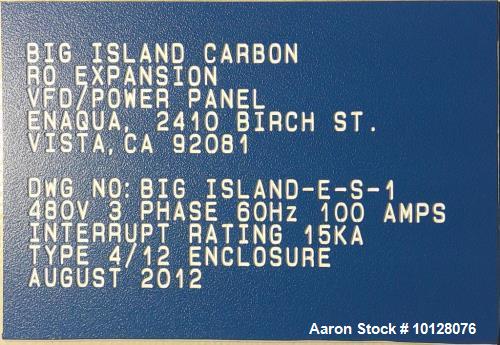 BIG ISLAND CARBON
RO EXPANSION
VFD/POWER PANEL
ENAQUA, 2410 BIRCH ST.
VISTA,CA 92081
DWG NO: BIG ISLAND-E-S-1
480V 3 PHASE 60Hz 100 AMPS
INTERRUPT RATING 15KA
TYPE 4/12 ENCLOSURE
AUGUST 2012
Aaron Stock # 10128076